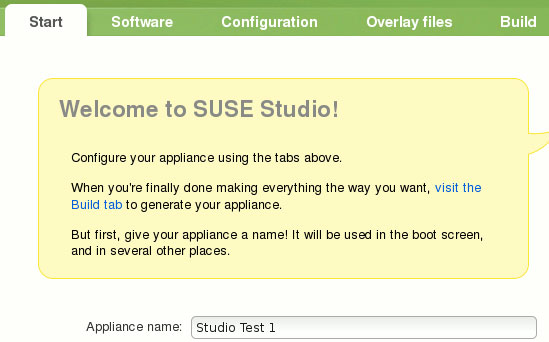 Start Software Configuration Overlay files Build
Welcome to SUSE Studio!
Configure your appliance using the tabs above.
When you're finally done making everything the way you want, visit the
Build tab to generate your appliance.
But first, give your appliance a name! It will be used in the boot screen,
and in several other places.
Appliance name: Studio Test 1